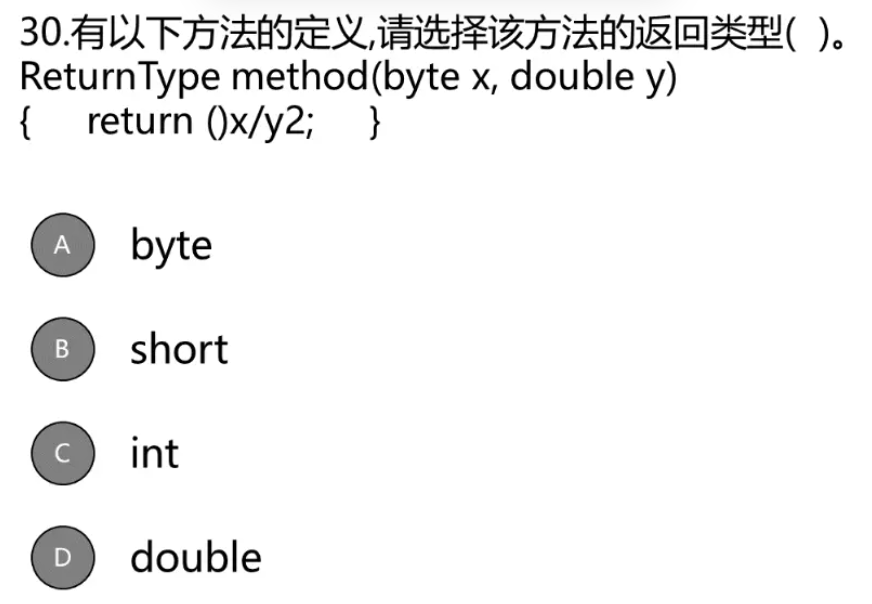 30.有以下方法的定义,请选择该方法的返回类型( )。
ReturnType method(byte x, double y)
{ return ()x/y2; }
A byte
B short
C int
D double